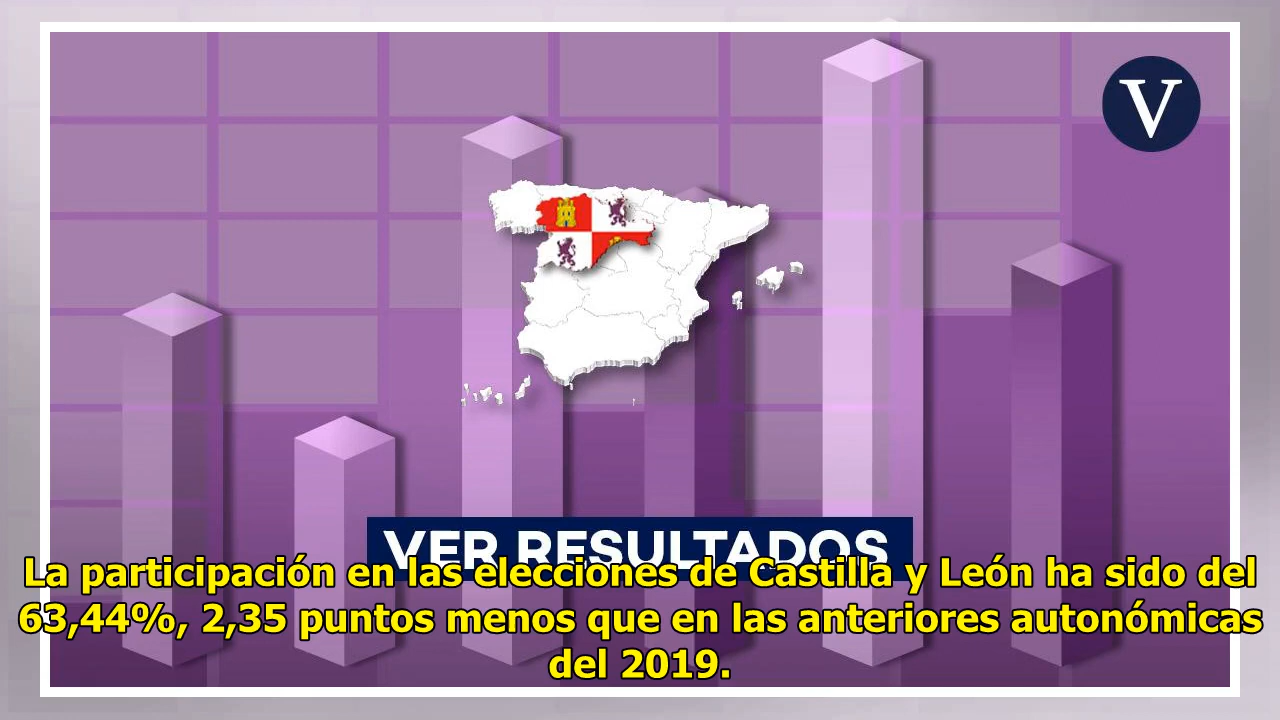 V
VER RESULTADOS
La participación en las elecciones de Castilla y León ha sido del
63,44%, 2,35 puntos menos que en las anteriores autonómicas
del 2019.